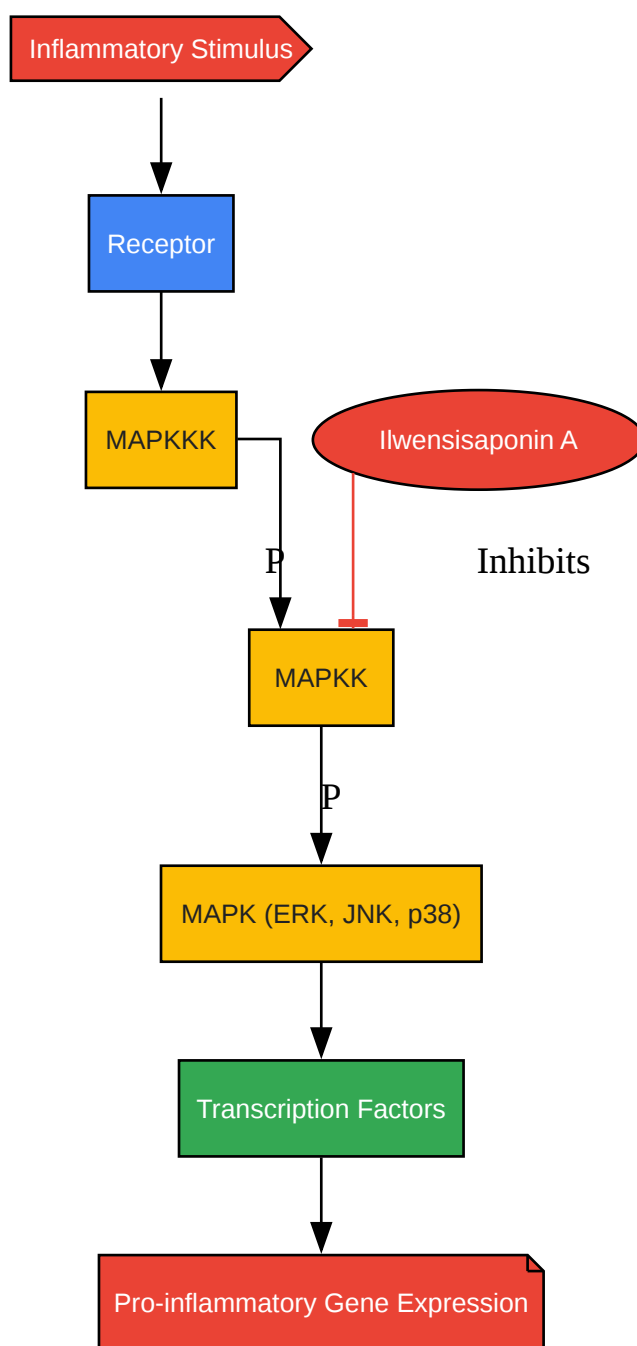 Inflammatory Stimulus
Receptor
MAPKKK
Ilwensisaponin A
P
Inhibits
MAPKK
P
MAPK (ERK, JNK, p38)
Transcription Factors
Pro-inflammatory Gene Expression